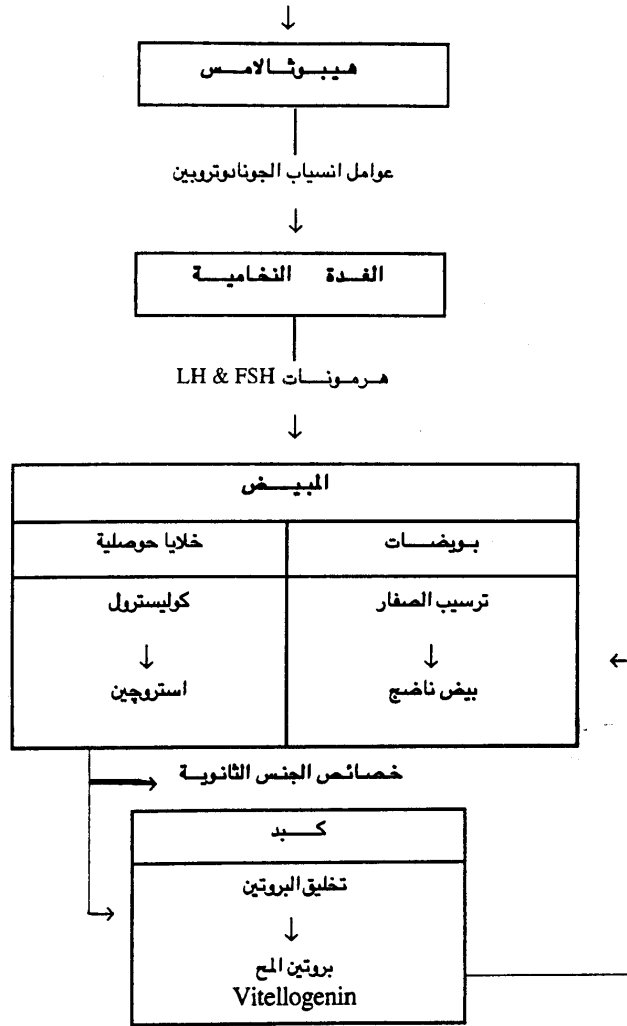 هيبوثالامس
عوامل انسياب الجونادوتروبين
الغدة النخامية
هرمونات LH & FSH
المبيض
خلايا حوصلية
بويضات
كوليسترول
ترسيب الصفار
استروچين
بيض ناضج
خصائص الجنس الثانوية
كبد
تخليق البروتين
بروتين المح
Vitellogenin